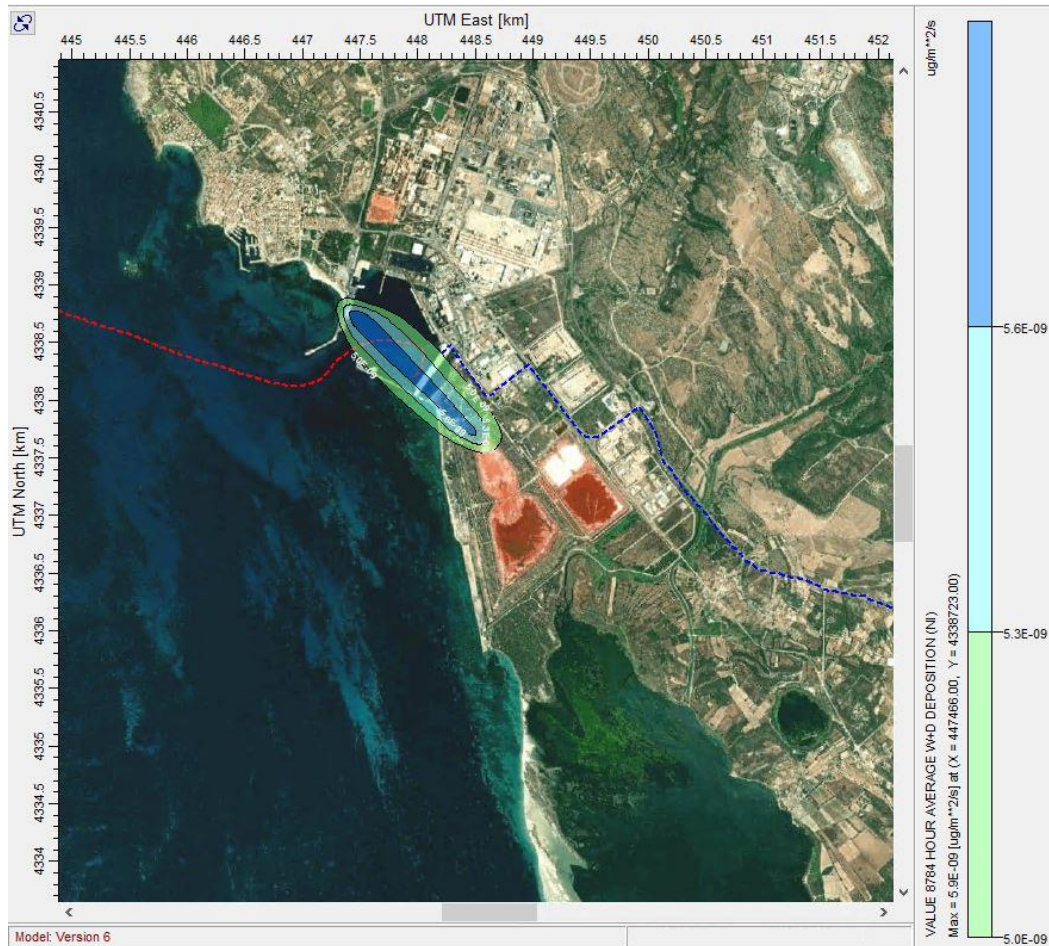 UTM East [km]
445 445.5 446 446.5 447 447.5 448 448.5 449 449.5 450 450.5 451 451.5 452
UTM North [km]
4340.5
4340
4339.5
4339
4338.5
4338
4337.5
4337
4336.5
4336
4335.5
4335
4334.5
4334
5.0E-09
ug/m**2/s
5.6E-09
5.3E-09
5.0E-09
VALUE 8784 HOUR AVERAGE W+D DEPOSITION (NI)
Max = 5.9E-09 [ug/m**2/s] at (X = 447466.00, Y = 4338723.00)
Model: Version 6